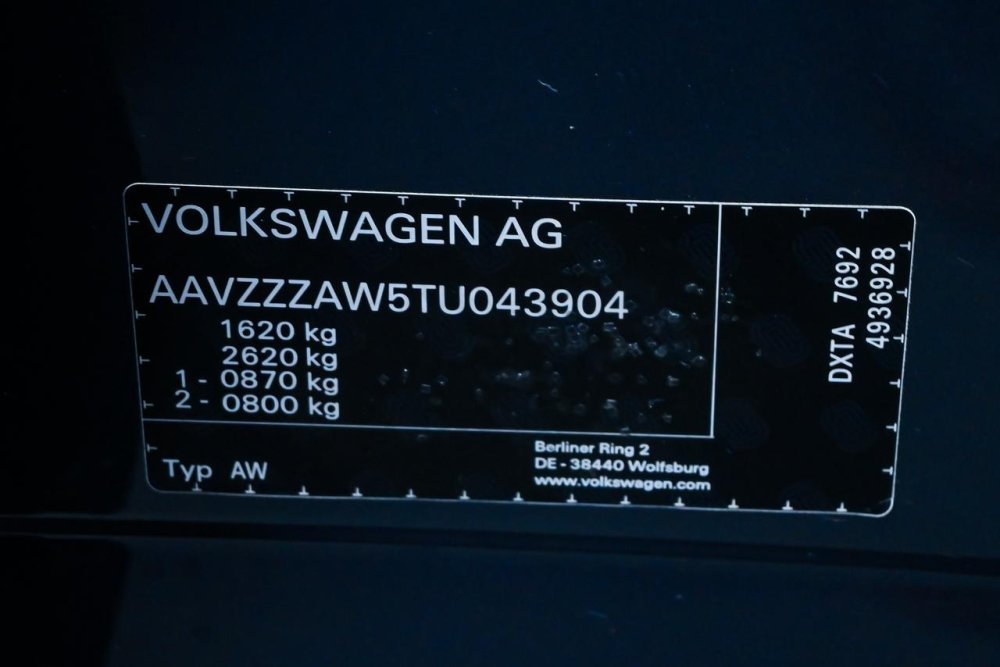 VOLKSWAGEN AG
AAVZZZAW5TU043904
1620 kg
2620 kg
1 - 0870 kg
2 - 0800 kg
Typ AW
Berliner Ring 2
DE - 38440 Wolfsburg
www.volkswagen.com
DXTA 7692
4936928